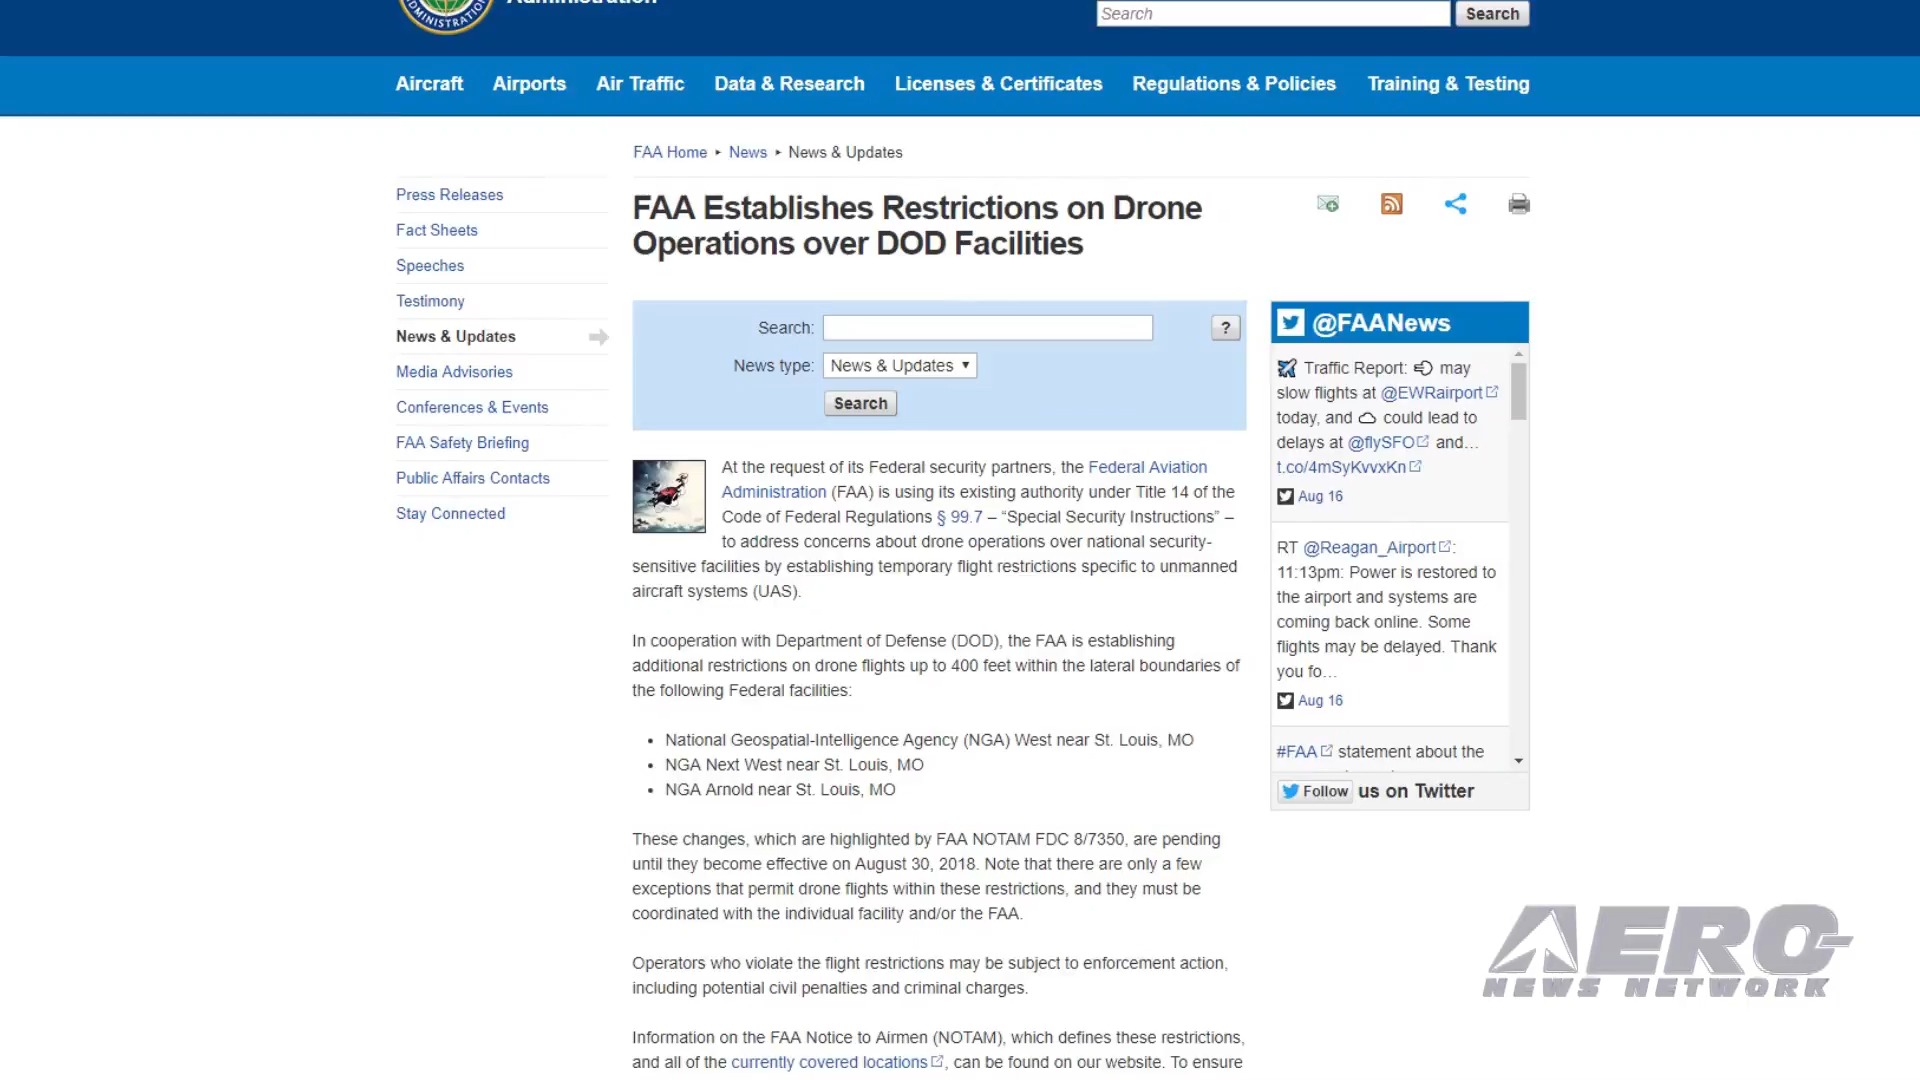 ADMINISTRATION
Administration
Search
Search
Aircraft
Airports
Air Traffic
Data & Research
Licenses & Certificates
Regulations & Policies
Training & Testing
FAA Home ▸ News ▸ News & Updates
Press Releases
Fact Sheets
Speeches
Testimony
News & Updates
Media Advisories
Conferences & Events
FAA Safety Briefing
Public Affairs Contacts
Stay Connected
FAA Establishes Restrictions on Drone
Operations over DOD Facilities
Search:
?
News type: News & Updates ▼
Search
At the request of its Federal security partners, the Federal Aviation
Administration (FAA) is using its existing authority under Title 14 of the
Code of Federal Regulations § 99.7 – “Special Security Instructions” –
to address concerns about drone operations over national security-
sensitive facilities by establishing temporary flight restrictions specific to unmanned
aircraft systems (UAS).
In cooperation with Department of Defense (DOD), the FAA is establishing
additional restrictions on drone flights up to 400 feet within the lateral boundaries of
the following Federal facilities:
• National Geospatial-Intelligence Agency (NGA) West near St. Louis, MO
• NGA Next West near St. Louis, MO
• NGA Arnold near St. Louis, MO
These changes, which are highlighted by FAA NOTAM FDC 8/7350, are pending
until they become effective on August 30, 2018. Note that there are only a few
exceptions that permit drone flights within these restrictions, and they must be
coordinated with the individual facility and/or the FAA.
Operators who violate the flight restrictions may be subject to enforcement action,
including potential civil penalties and criminal charges.
Information on the FAA Notice to Airmen (NOTAM), which defines these restrictions,
and all of the currently covered locations, can be found on our website. To ensure
@FAANews
Traffic Report: may
slow flights at @EWRairport
today, and could lead to
delays at @flySFO and…
t.co/4mSyKvvxKn
Aug 16
RT @Reagan_Airport:
11:13pm: Power is restored to
the airport and systems are
coming back online. Some
flights may be delayed. Thank
you fo…
Aug 16
#FAA statement about the
Follow us on Twitter
AERO-
NEWS NETWORK